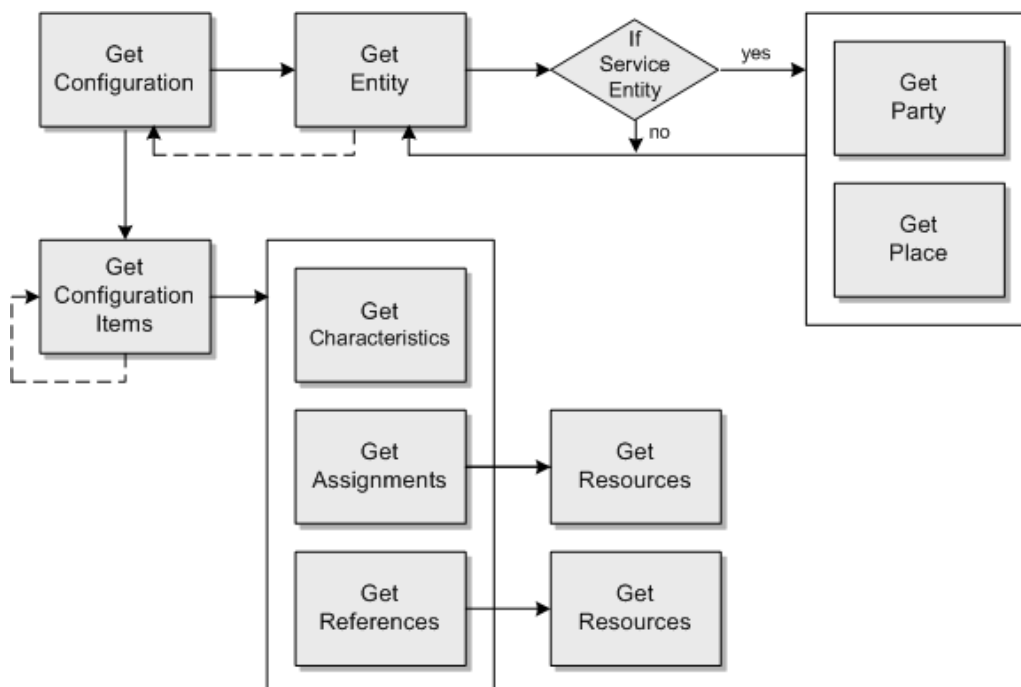 Get
Configuration
Get
Entity
If
Service
Entity
yes
no
Get
Party
Get
Place
Get
Configuration
Items
Get
Characteristics
Get
Assignments
Get
Resources
Get
References
Get
Resources